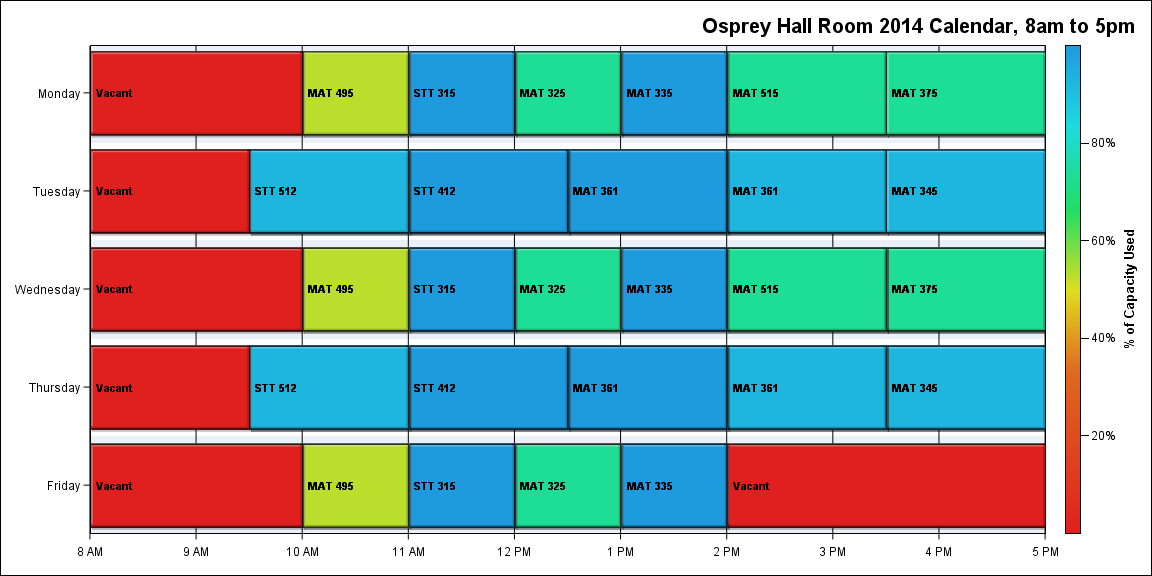 Osprey Hall Room 2014 Calendar, 8am to 5pm
Monday
Vacant
MAT 495
STT 315
MAT 325
MAT 335
MAT 515
MAT 375
Tuesday
Vacant
STT 512
STT 412
MAT 361
MAT 361
MAT 345
Wednesday
Vacant
MAT 495
STT 315
MAT 325
MAT 335
MAT 515
MAT 375
Thursday
Vacant
STT 512
STT 412
MAT 361
MAT 361
MAT 345
Friday
Vacant
MAT 495
STT 315
MAT 325
MAT 335
Vacant
8 AM
9 AM
10 AM
11 AM
12 PM
1 PM
2 PM
3 PM
4 PM
5 PM
80%
60%
40%
20%
% of Capacity Used